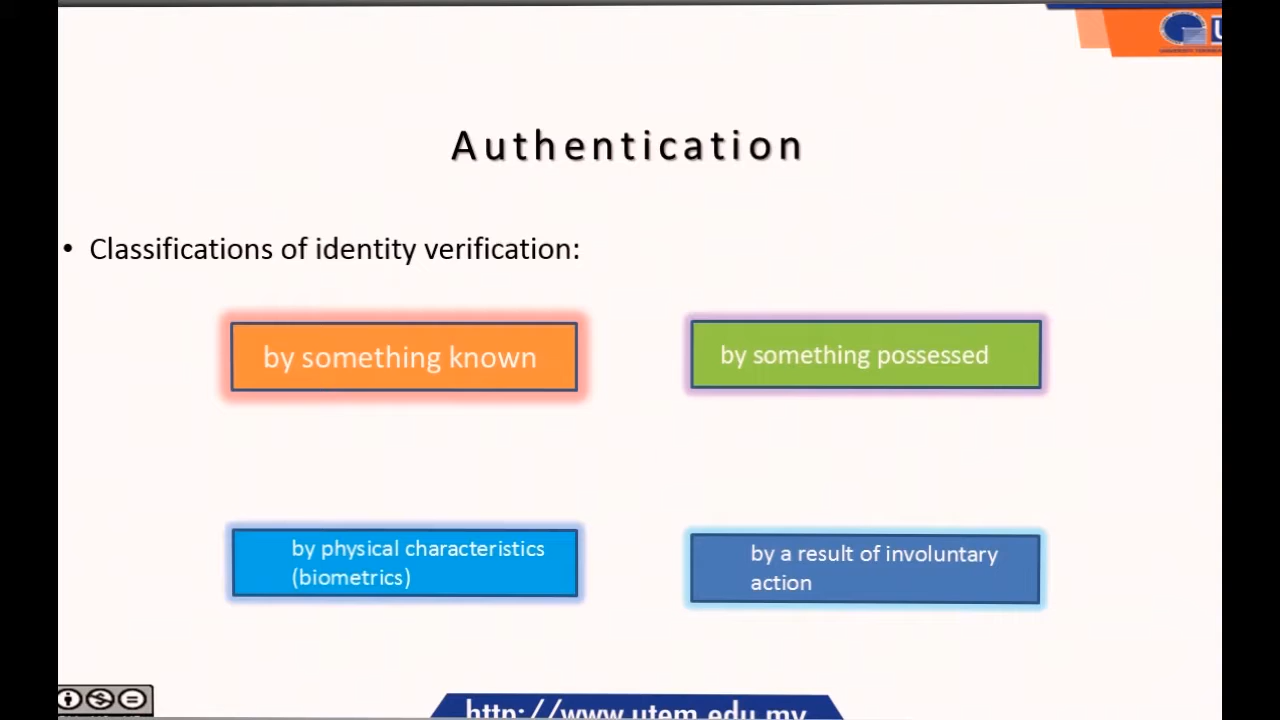 Authentication
• Classifications of identity verification:
by something known
by something possessed
by physical characteristics
(biometrics)
by a result of involuntary
action
http://www.utem.edu.my